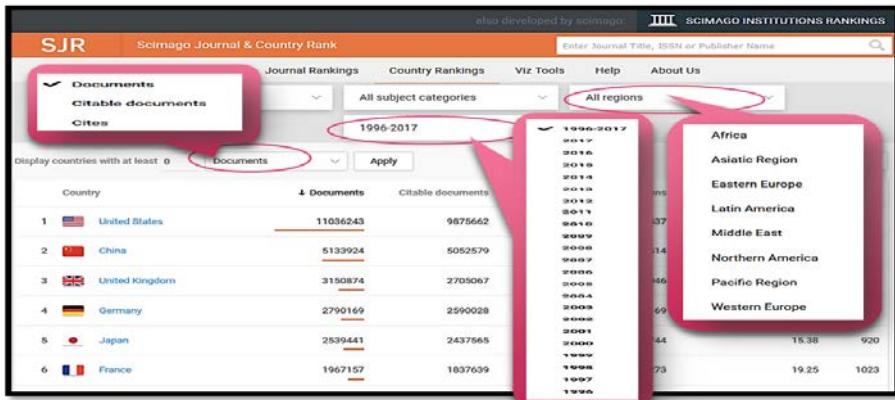 also developed by scimago: SCIMAGO INSTITUTIONS RANKINGS
SJR Scimago Journal & Country Rank Enter Journal Title, ISSN or Publisher Name
Journal Rankings Country Rankings Viz Tools Help About Us
✓ Documents
Citable documents
Cites
All subject categories All regions
1996-2017
Display countries with at least 0 Documents Apply
✓ 1996-2017
2017
2016
2015
2014
2013
2012
2011
2010
2009
2008
2007
2006
2005
2004
2003
2002
2001
2000
1999
1998
1997
1996
Africa
Asiatic Region
Eastern Europe
Latin America
Middle East
Northern America
Pacific Region
Western Europe
Country ↓ Documents Citable documents
1 United States 11036243 9875662
2 China 5133924 5052579
3 United Kingdom 3150874 2705067
4 Germany 2790169 2590028
5 Japan 2539441 2437565 44 15.38 920
6 France 1967157 1837639 273 19.25 1023